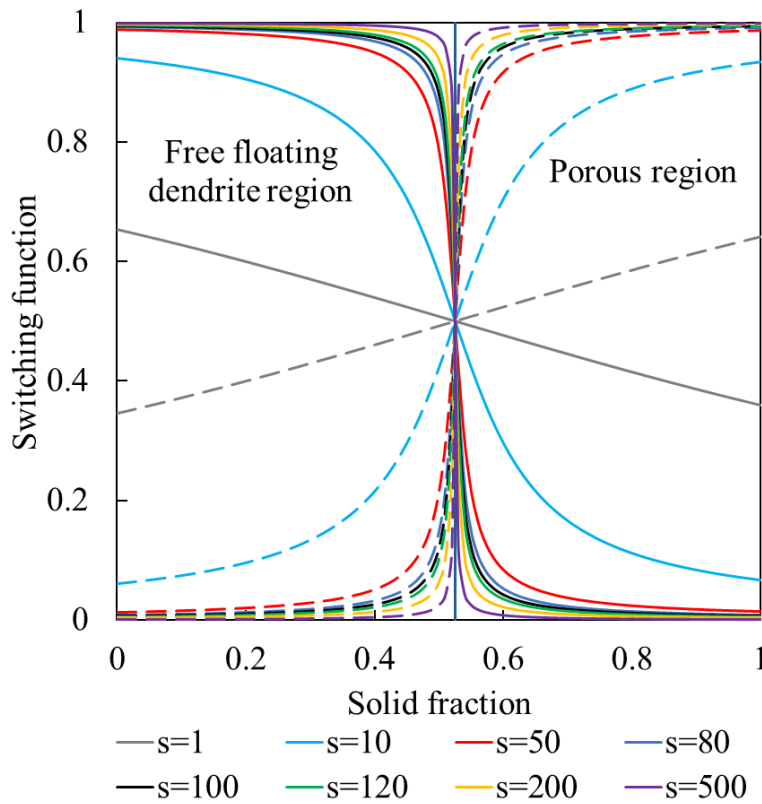 1
0.8
0.6
0.4
0.2
0
Switching function
Free floating
dendrite region
Porous region
0 0.2 0.4 0.6 0.8 1
Solid fraction
s=1 s=10 s=50 s=80
s=100 s=120 s=200 s=500